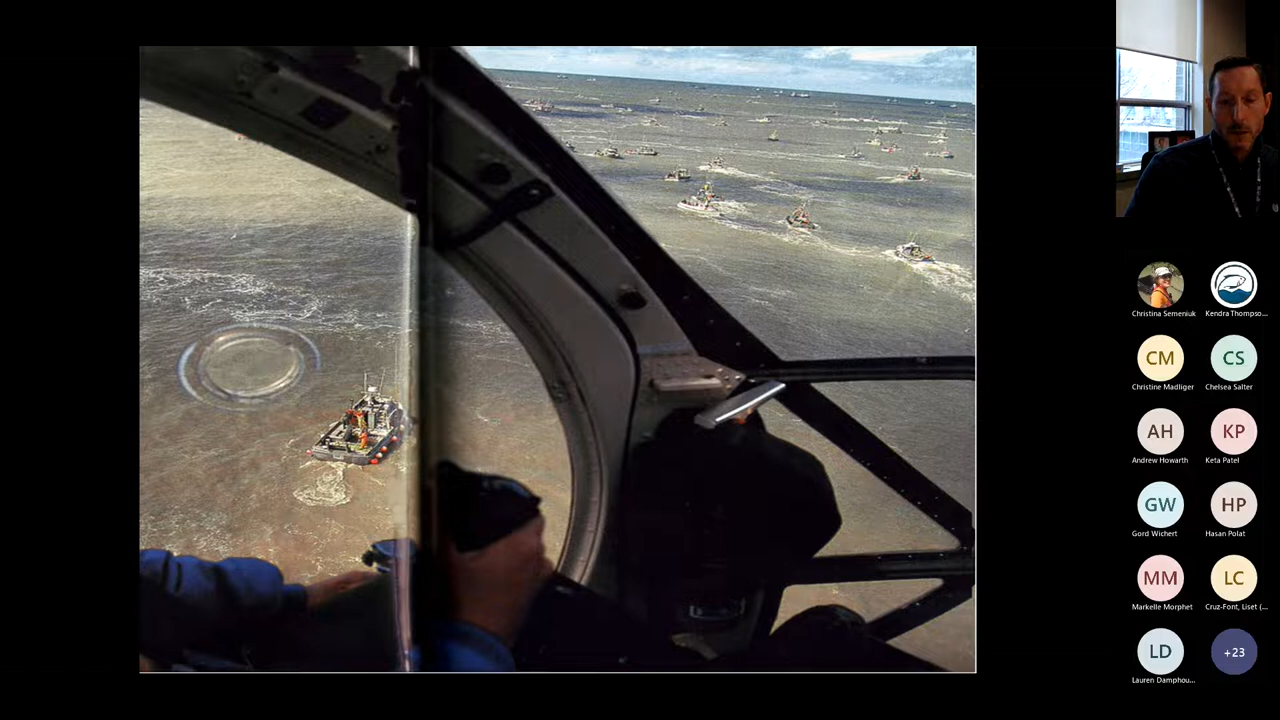 Christina Semeniuk
Kendra Thompso...
CM
CS
Christine Madliger
Chelsea Salter
AH
KP
Andrew Howarth
Keta Patel
GW
HP
Gord Wichert
Hasan Polat
MM
LC
Markelle Morphet
Cruz-Font, Liset (...
LD
+23
Lauren Damphou...